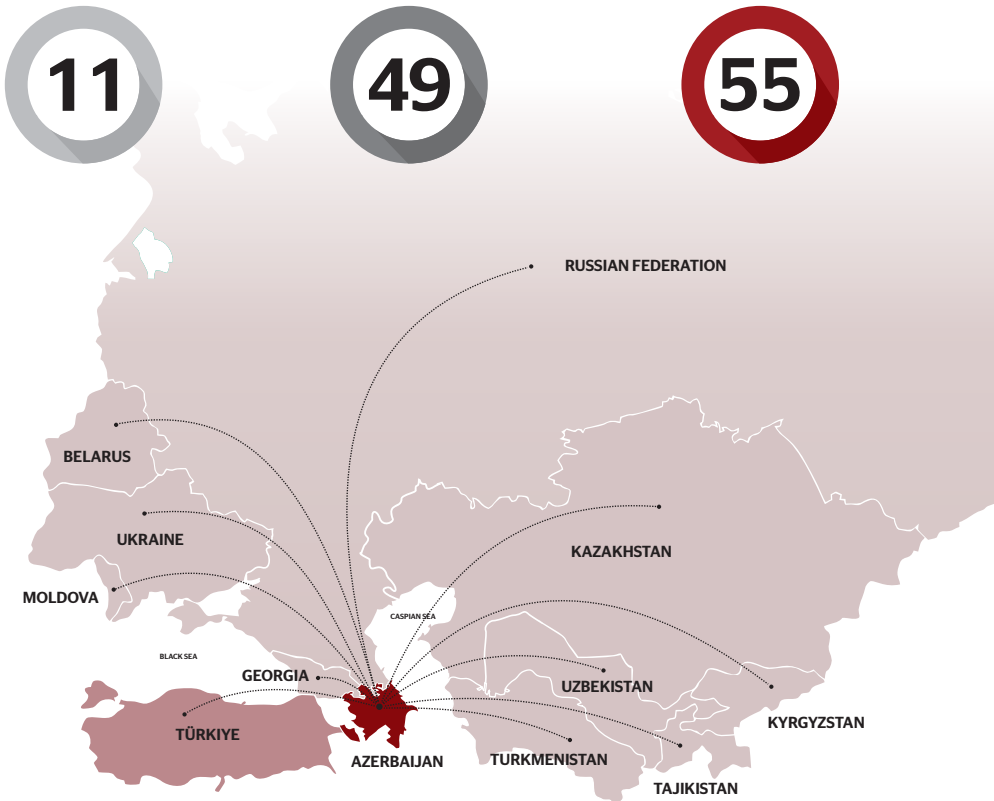 11
49
55
RUSSIAN FEDERATION
BELARUS
UKRAINE
KAZAKHSTAN
MOLDOVA
CASPIAN SEA
BLACK SEA
GEORGIA
UZBEKISTAN
KYRGYZSTAN
TÜRKIYE
AZERBAIJAN
TURKMENISTAN
TAJIKISTAN